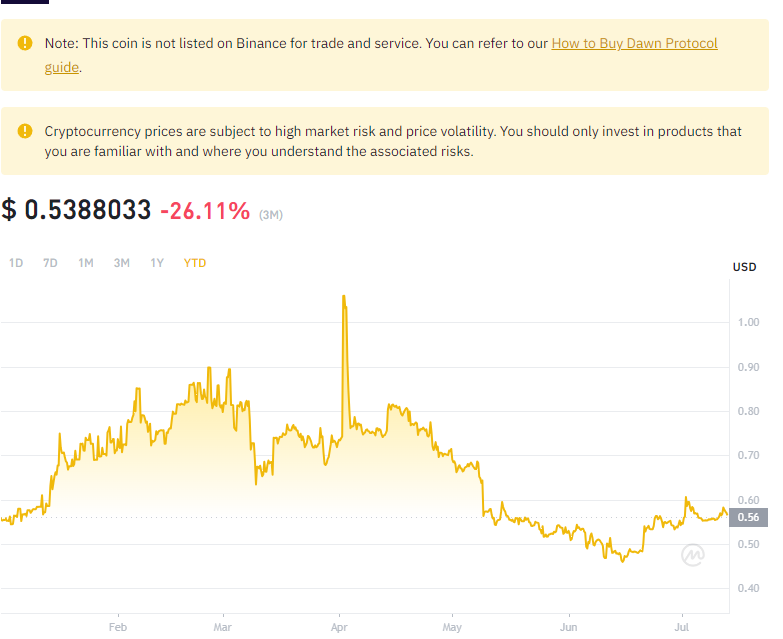 Note: This coin is not listed on Binance for trade and service. You can refer to our How to Buy Dawn Protocol
guide.
Cryptocurrency prices are subject to high market risk and price volatility. You should only invest in products that
you are familiar with and where you understand the associated risks.
$ 0.5388033 -26.11% (3M)
1D 7D 1M 3M 1Y YTD
USD
1.00
0.90
0.80
0.70
0.60
0.56
0.50
0.40
Feb Mar Apr May Jun Jul